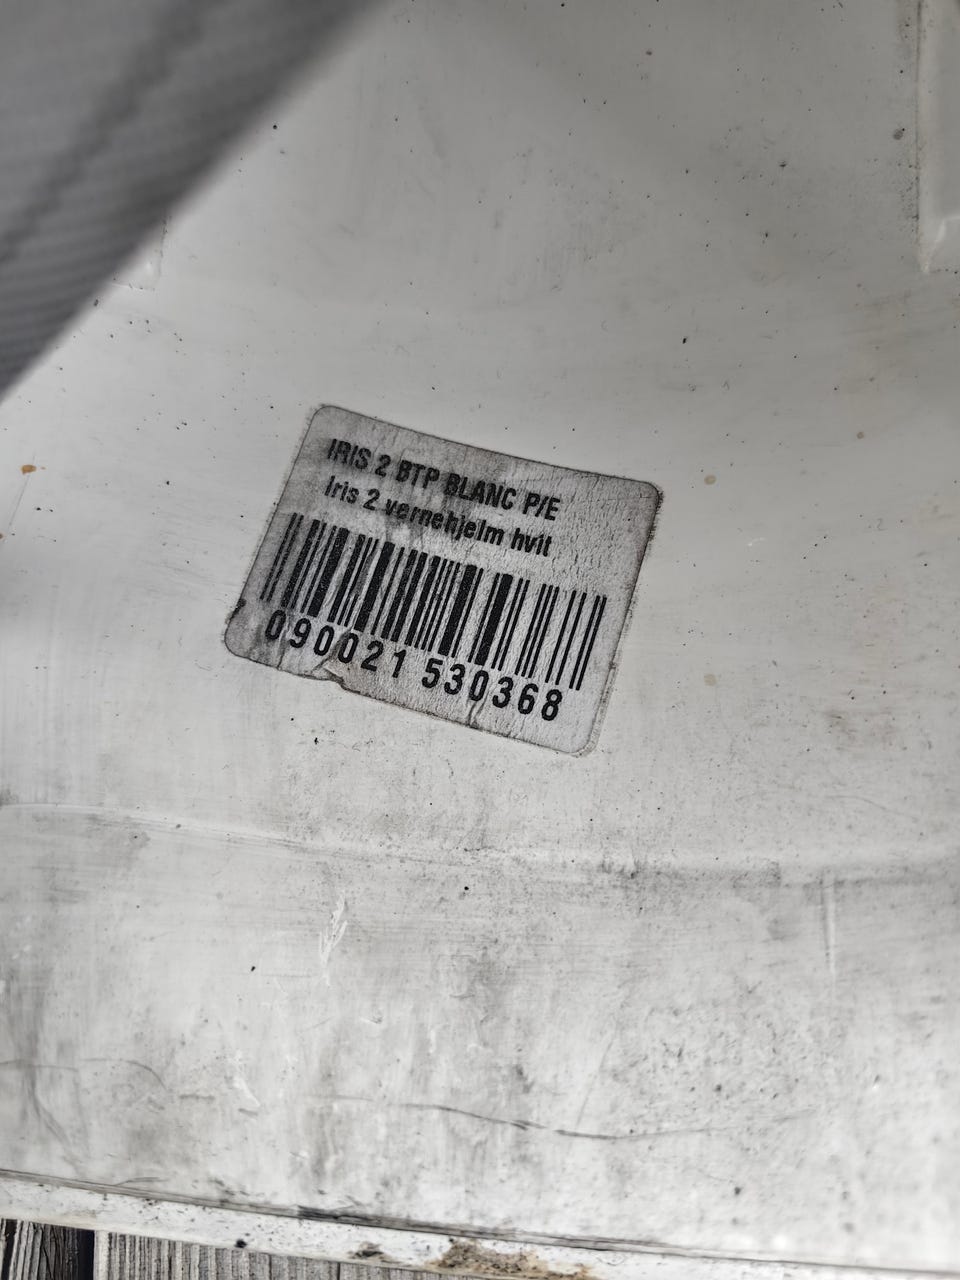 IRIS 2 BTP BLANC P/E
Iris 2 vernehjelm hvit
090021 530368